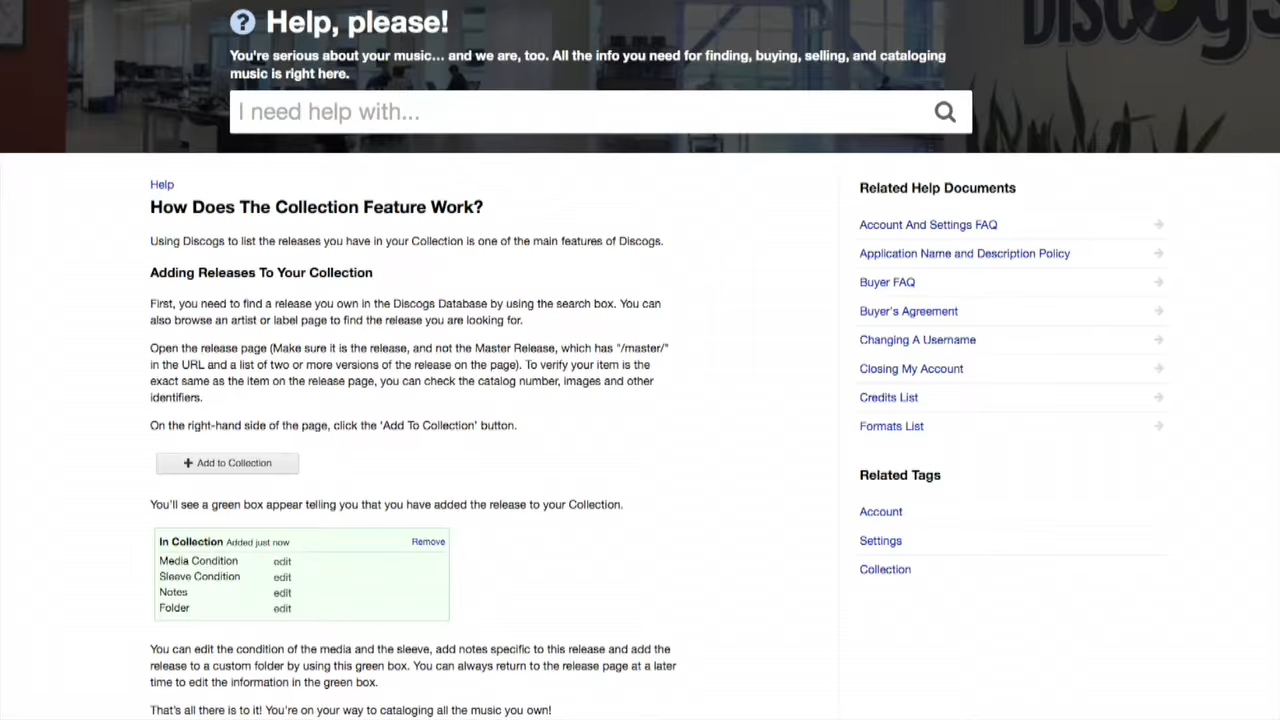 Discogs
? Help, please!
You're serious about your music... and we are, too. All the info you need for finding, buying, selling, and cataloging
music is right here.
I need help with...
Help
How Does The Collection Feature Work?
Using Discogs to list the releases you have in your Collection is one of the main features of Discogs.
Adding Releases To Your Collection
First, you need to find a release you own in the Discogs Database by using the search box. You can
also browse an artist or label page to find the release you are looking for.
Open the release page (Make sure it is the release, and not the Master Release, which has "/master/"
in the URL and a list of two or more versions of the release on the page). To verify your item is the
exact same as the item on the release page, you can check the catalog number, images and other
identifiers.
On the right-hand side of the page, click the 'Add To Collection' button.
+ Add to Collection
You'll see a green box appear telling you that you have added the release to your Collection.
In Collection Added just now Remove
Media Condition edit
Sleeve Condition edit
Notes edit
Folder edit
You can edit the condition of the media and the sleeve, add notes specific to this release and add the
release to a custom folder by using this green box. You can always return to the release page at a later
time to edit the information in the green box.
That's all there is to it! You're on your way to cataloging all the music you own!
Related Help Documents
Account And Settings FAQ
Application Name and Description Policy
Buyer FAQ
Buyer's Agreement
Changing A Username
Closing My Account
Credits List
Formats List
Related Tags
Account
Settings
Collection